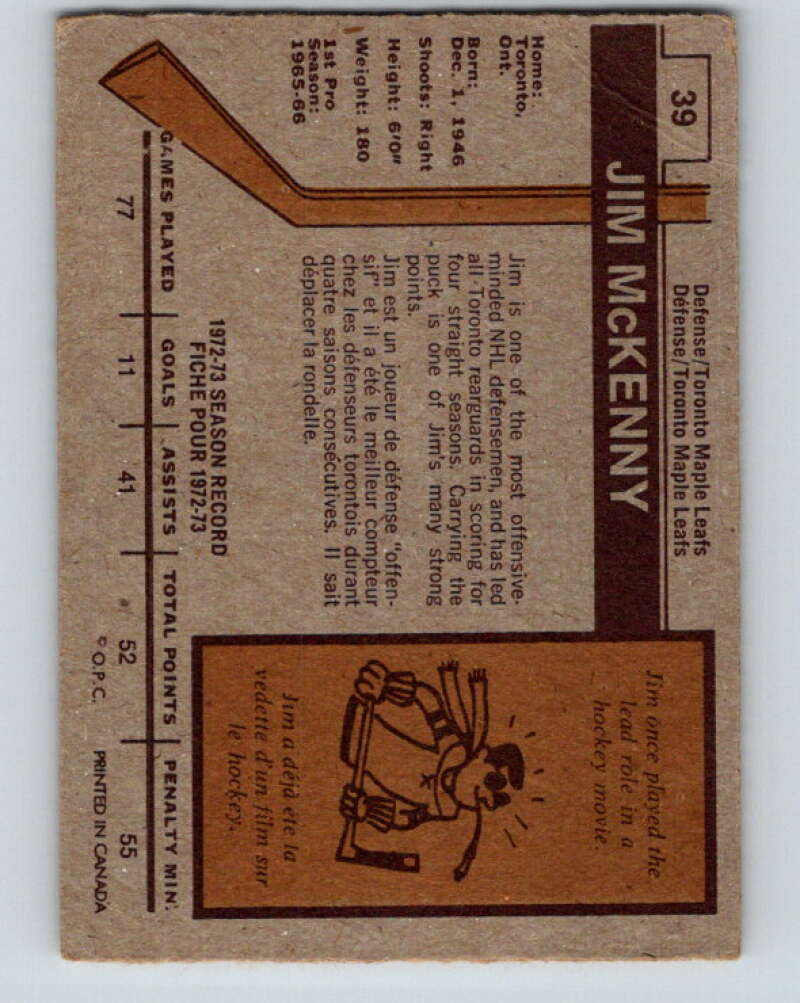 39
Defense/Toronto Maple Leafs
Défense/Toronto Maple Leafs
JIM McKENNY
Home:
Toronto,
Ont.
Born:
Dec. 1, 1946
Shoots: Right
Height: 6'0"
Weight: 180
1st Pro
Season:
1965-66
Jim is one of the most offensive-
minded NHL defensemen, and has led
all Toronto rearguards in scoring for
four straight seasons. Carrying the
puck is one of Jim's many strong
points.
Jim est un joueur de défense "offen-
sif" et il a été le meilleur compteur
chez les défenseurs torontois durant
quatre saisons consécutives. Il sait
déplacer la rondelle.
Jim once played the
lead role in a
hockey movie.
Jim a déjà éte la
vedette d'un film sur
le hockey.
1972-73 SEASON RECORD
FICHE POUR 1972-73
GAMES PLAYED GOALS ASSISTS TOTAL POINTS PENALTY MIN.
77 11 41 52 55
© O.P.C. PRINTED IN CANADA